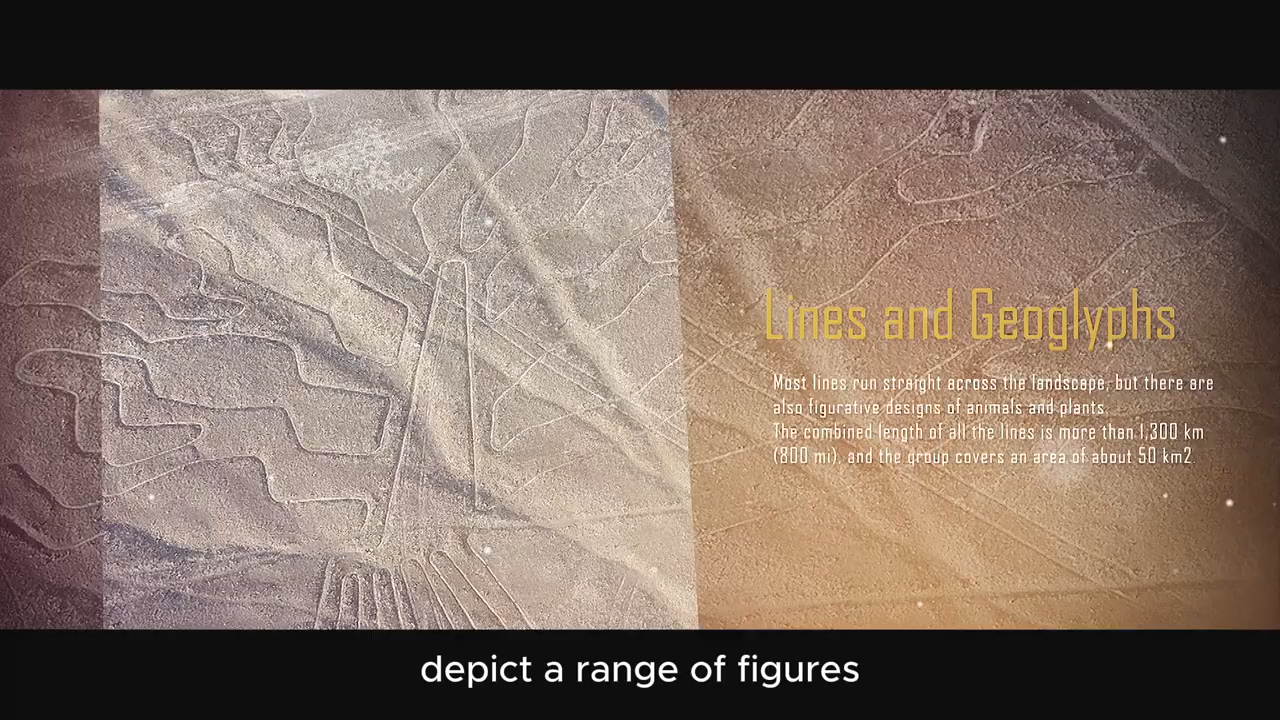 Lines and Geoglyphs
Most lines run straight across the landscape, but there are
also figurative designs of animals and plants.
The combined length of all the lines is more than 1,300 km
(800 mi), and the group covers an area of about 50 km2.
depict a range of figures